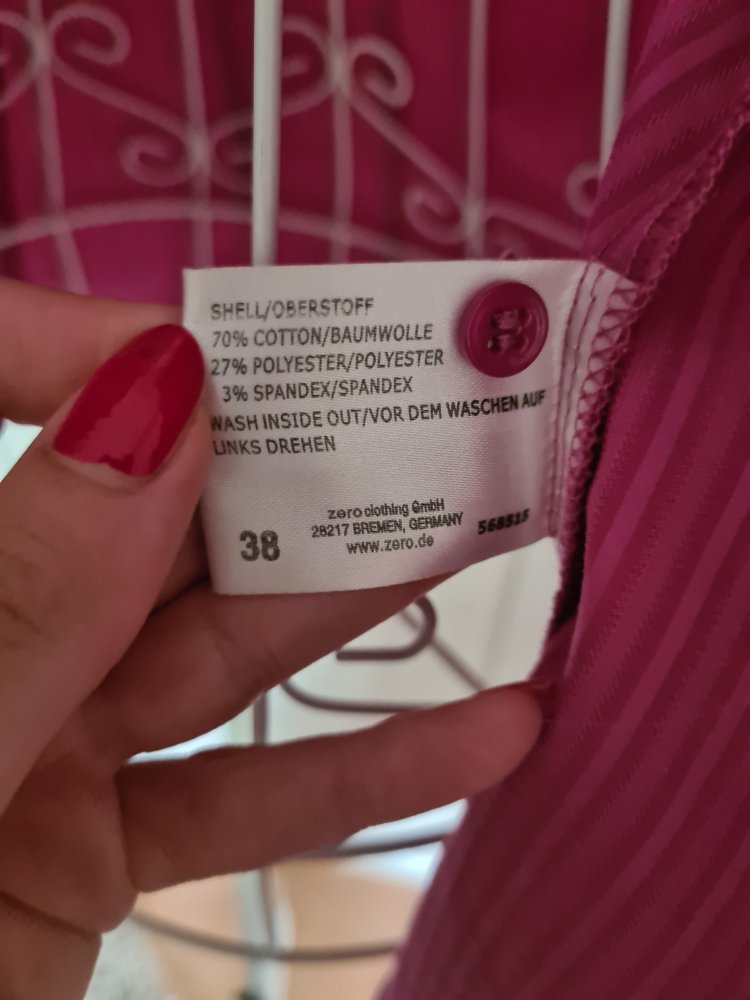 SHELL/OBERSTOFF
70% COTTON/BAUMWOLLE
27% POLYESTER/POLYESTER
3% SPANDEX/SPANDEX
WASH INSIDE OUT/VOR DEM WASCHEN AUF
LINKS DREHEN
38
zero clothing GmbH
28217 BREMEN, GERMANY
www.zero.de
568515